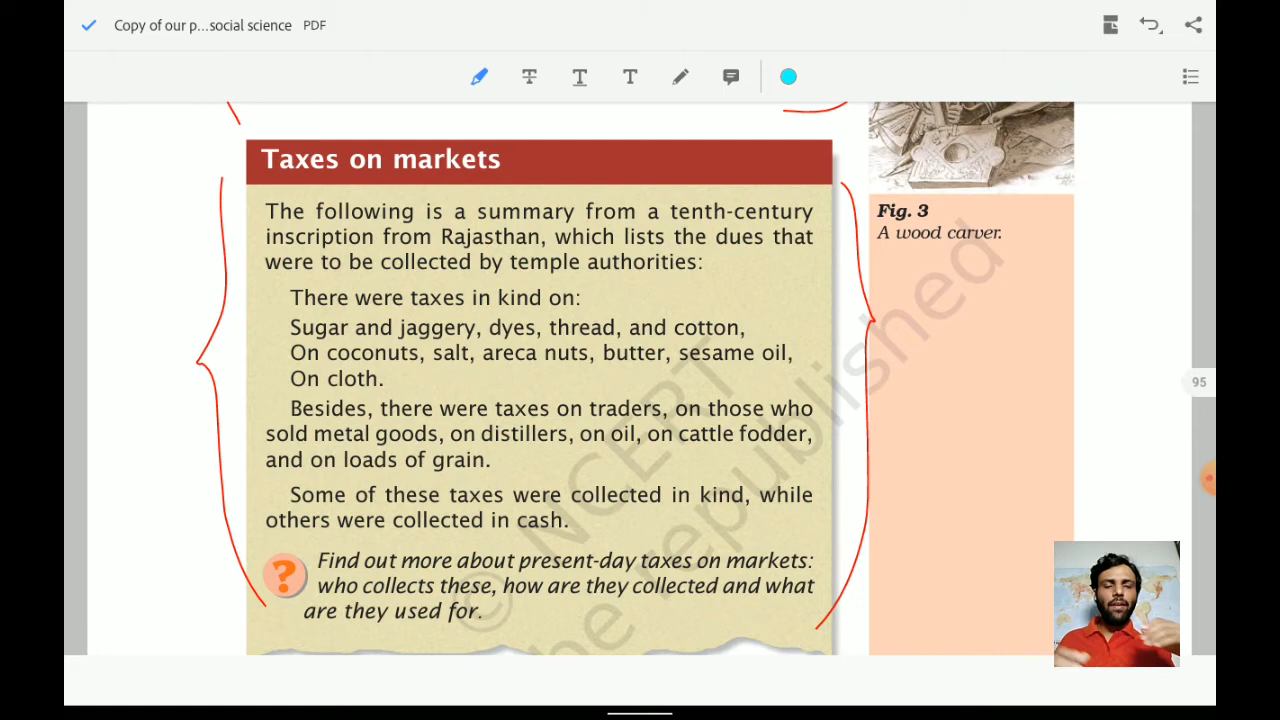 Copy of our p...social science PDF
Taxes on markets
The following is a summary from a tenth-century
inscription from Rajasthan, which lists the dues that
were to be collected by temple authorities:
There were taxes in kind on:
Sugar and jaggery, dyes, thread, and cotton,
On coconuts, salt, areca nuts, butter, sesame oil,
On cloth.
Besides, there were taxes on traders, on those who
sold metal goods, on distillers, on oil, on cattle fodder,
and on loads of grain.
Some of these taxes were collected in kind, while
others were collected in cash.
? Find out more about present-day taxes on markets:
who collects these, how are they collected and what
are they used for.
Fig. 3
A wood carver.
95
© NCERT
be republished